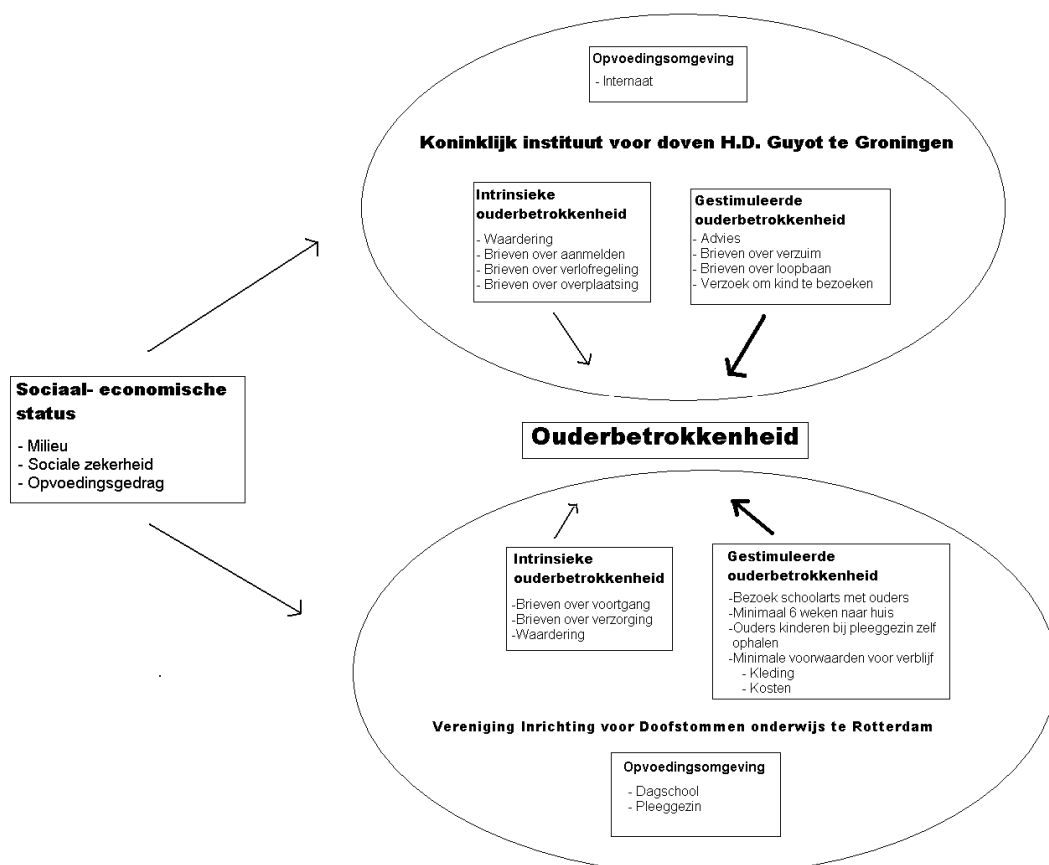 Opvoedingsomgeving
- Internaat
Koninklijk instituut voor doven H.D. Guyot te Groningen
Intrinsieke
ouderbetrokkenheid
- Waardering
- Brieven over aanmelden
- Brieven over verlofregeling
- Brieven over overplaatsing
Gestimuleerde
ouderbetrokkenheid
- Advies
- Brieven over verzuim
- Brieven over loopbaan
- Verzoek om kind te bezoeken
Sociaal- economische
status
- Milieu
- Sociale zekerheid
- Opvoedingsgedrag
Ouderbetrokkenheid
Intrinsieke
ouderbetrokkenheid
-Brieven over voortgang
-Brieven over verzorging
-Waardering
Gestimuleerde
ouderbetrokkenheid
-Bezoek schoolarts met ouders
-Minimaal 6 weken naar huis
-Ouders kinderen bij pleeggezin zelf
ophalen
-Minimale voorwaarden voor verblijf
- Kleding
- Kosten
Vereniging Inrichting voor Doofstommen onderwijs te Rotterdam
Opvoedingsomgeving
- Dagschool
- Pleeggezin